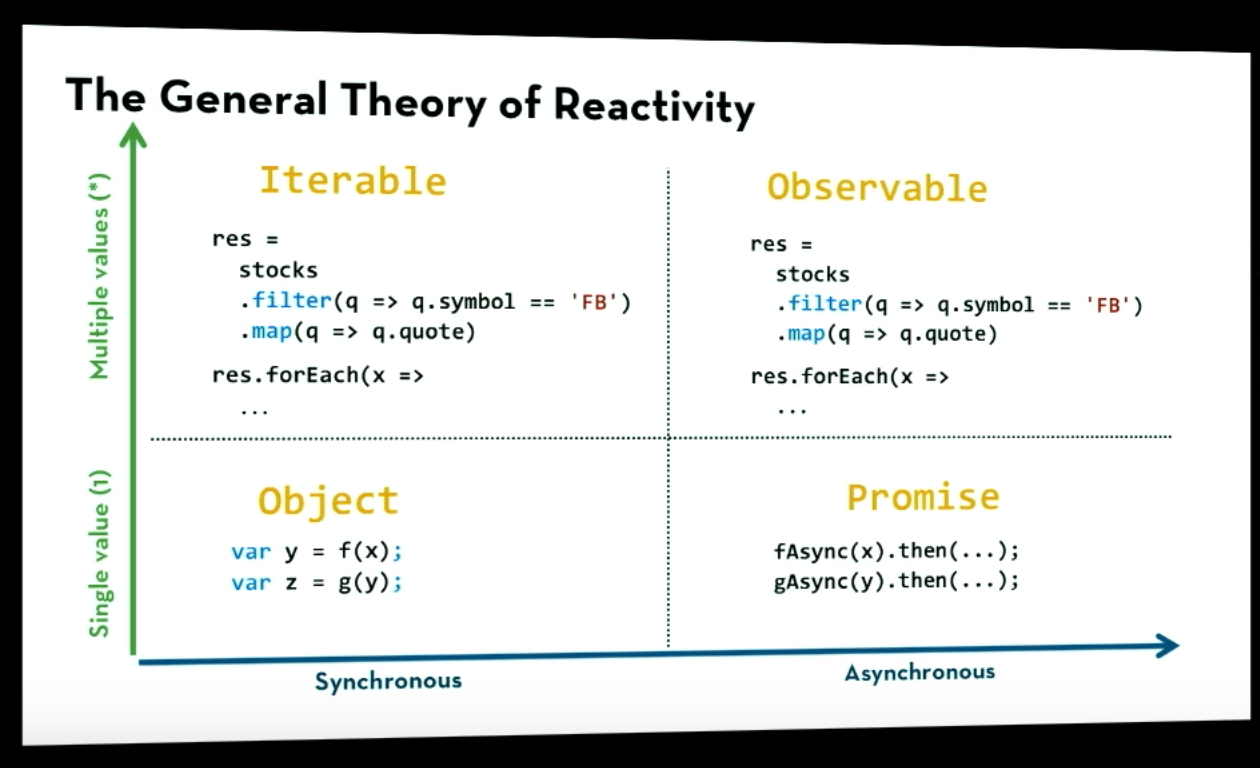 The General Theory of Reactivity
Multiple values (*)
Iterable
res =
stocks
.filter(q => q.symbol == 'FB')
.map(q => q.quote)
res.forEach(x =>
...
Observable
res =
stocks
.filter(q => q.symbol == 'FB')
.map(q => q.quote)
res.forEach(x =>
...
Single value (1)
Object
var y = f(x);
var z = g(y);
Promise
fAsync(x).then(...);
gAsync(y).then(...);
Synchronous
Asynchronous